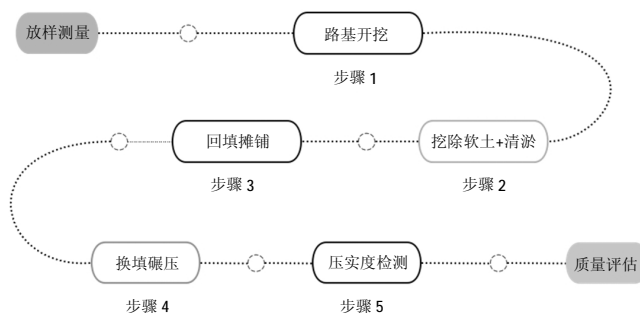 放样测量
路基开挖
步骤 1
挖除软土+清淤
步骤 2
回填摊铺
步骤 3
换填碾压
步骤 4
压实度检测
步骤 5
质量评估